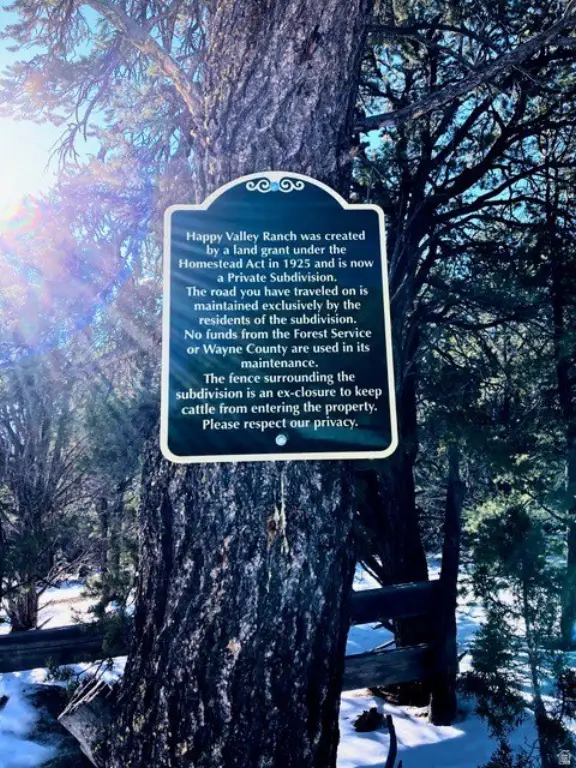 Happy Valley Ranch was created
by a land grant under the
Homestead Act in 1925 and is now
a Private Subdivision.
The road you have traveled on is
maintained exclusively by the
residents of the subdivision.
No funds from the Forest Service
or Wayne County are used in its
maintenance.
The fence surrounding the
subdivision is an ex-closure to keep
cattle from entering the property.
Please respect our privacy.